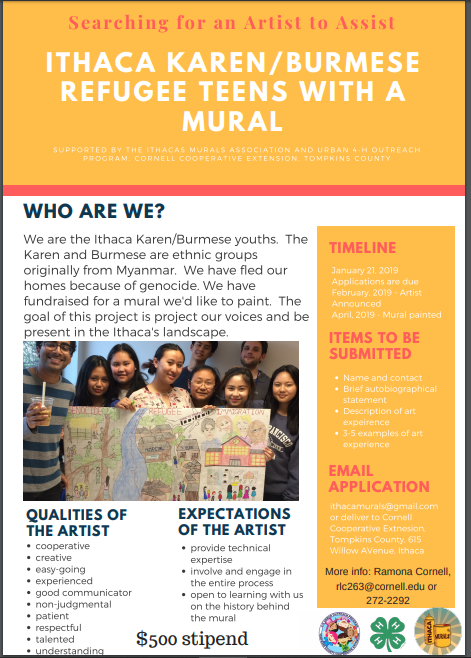 Searching for an Artist to Assist
ITHACA KAREN/BURMESE
REFUGEE TEENS WITH A
MURAL
SUPPORTED BY THE ITHACAS MURALS ASSOCIATION AND URBAN 4-H OUTREACH
PROGRAM, CORNELL COOPERATIVE EXTENSION, TOMPKINS COUNTY
WHO ARE WE?
We are the Ithaca Karen/Burmese youths. The
Karen and Burmese are ethnic groups
originally from Myanmar. We have fled our
homes because of genocide. We have
fundraised for a mural we'd like to paint. The
goal of this project is project our voices and be
present in the Ithaca's landscape.
REFUGEE
IMMIGRATION
QUALITIES OF
THE ARTIST
• cooperative
• creative
• easy-going
• experienced
• good communicator
• non-judgmental
• patient
• respectful
• talented
• understanding
EXPECTATIONS
OF THE ARTIST
• provide technical
expertise
• involve and engage in
the entire process
• open to learning with us
on the history behind
the mural
$500 stipend
TIMELINE
January 21, 2019
Applications are due
February, 2019 - Artist
Announced
April, 2019 - Mural painted
ITEMS TO BE
SUBMITTED
• Name and contact
• Brief autobiographical
statement
• Description of art
expeirence
• 3-5 examples of art
experience
EMAIL
APPLICATION
ithacamurals@gmail.com
or deliver to Cornell
Cooperative Extnesion,
Tompkins County, 615
Willow AVenue, Ithaca
More info: Ramona Cornell,
rlc263@cornell.edu or
272-2292
ITHACA
MURALS